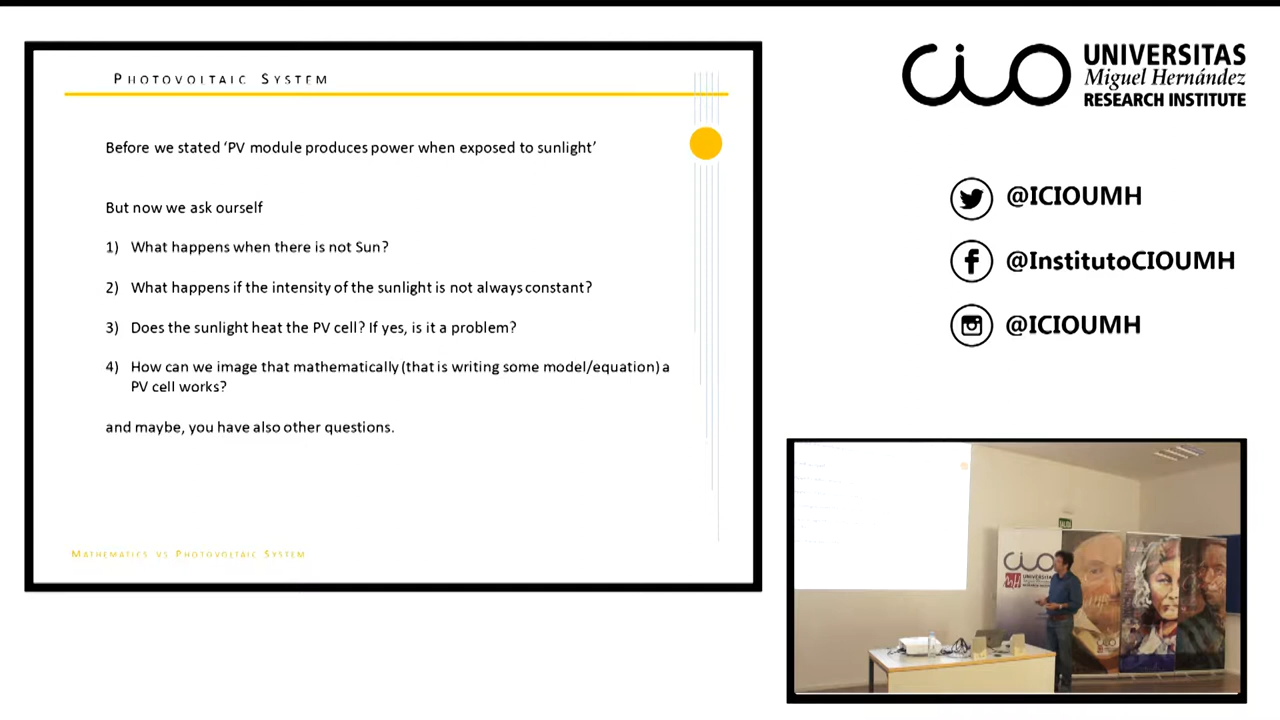 PHOTOVOLTAIC SYSTEM
Before we stated ‘PV module produces power when exposed to sunlight’
But now we ask ourself
1) What happens when there is not Sun?
2) What happens if the intensity of the sunlight is not always constant?
3) Does the sunlight heat the PV cell? If yes, is it a problem?
4) How can we image that mathematically (that is writing some model/equation) a
PV cell works?
and maybe, you have also other questions.
MATHEMATICS VS PHOTOVOLTAIC SYSTEM
cio
UNIVERSITAS
Miguel Hernández
RESEARCH INSTITUTE
@ICIOUMH
@InstitutoCIOUMH
@ICIOUMH
SALIDA
cio
UNIVERSITAS